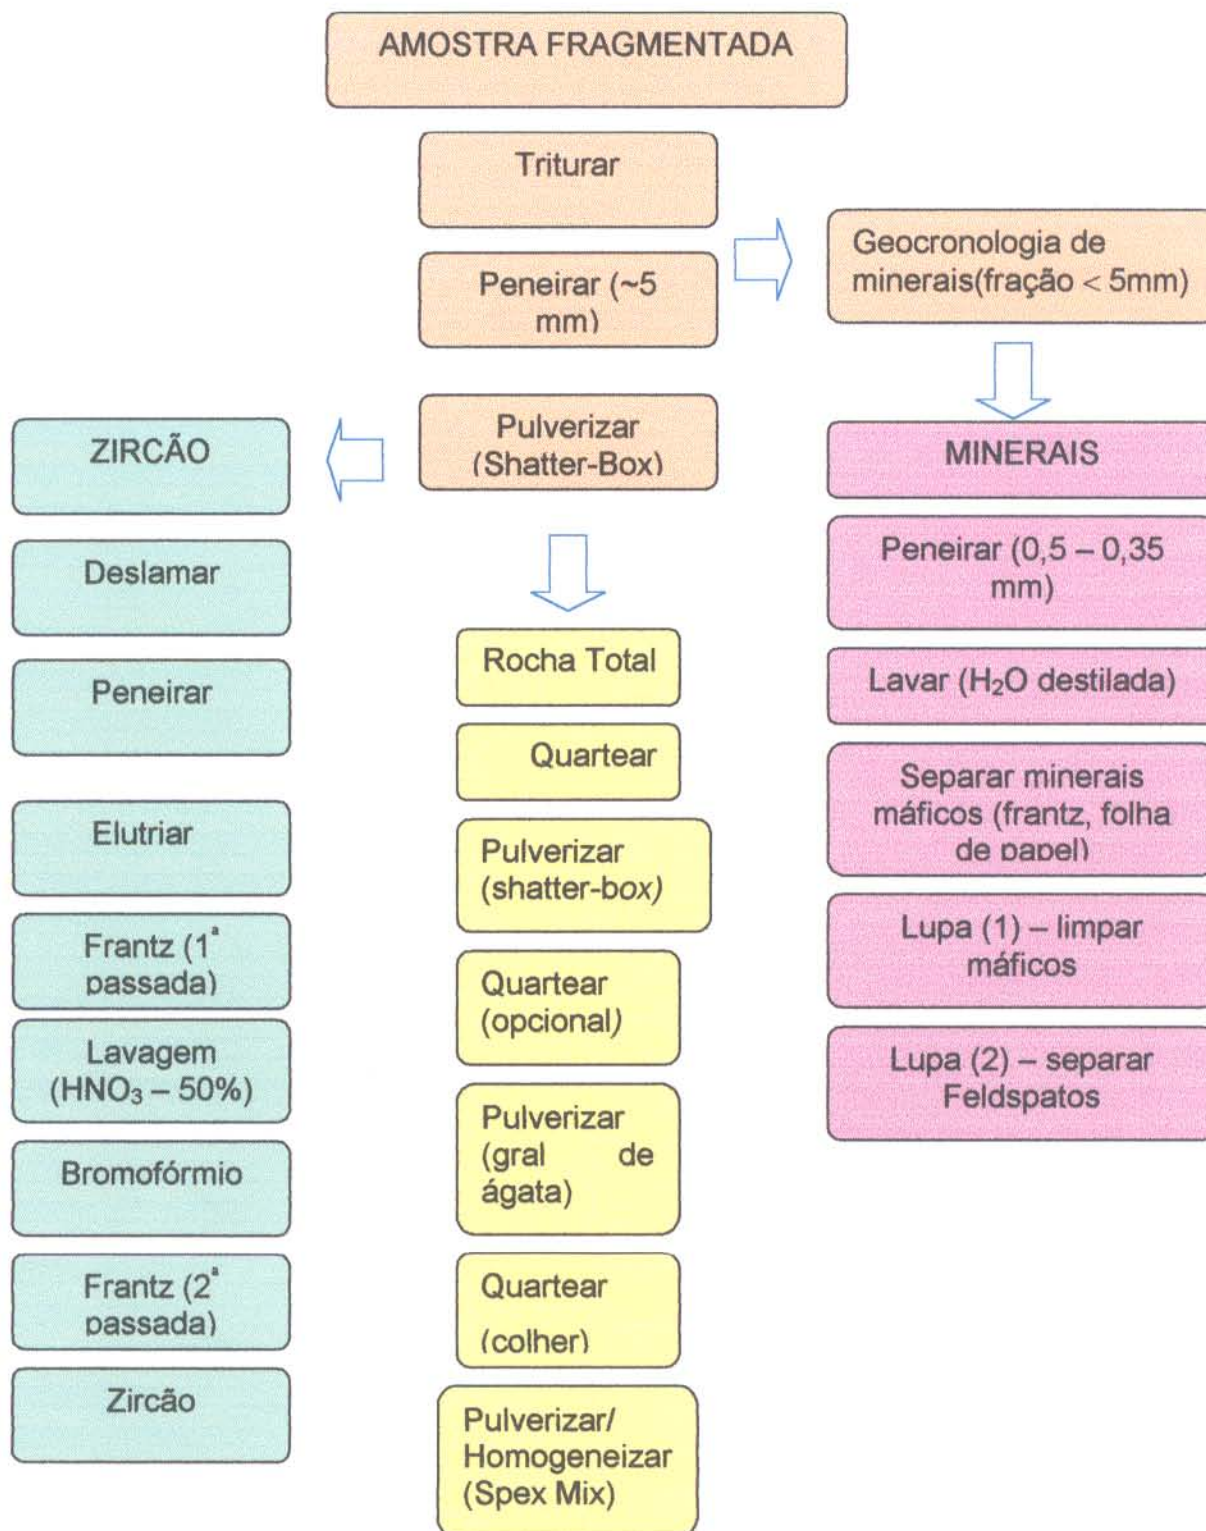 AMOSTRA FRAGMENTADA
Triturar
Peneirar (~5
mm)
Geocronologia de
minerais(fração < 5mm)
Pulverizar
(Shatter-Box)
ZIRCÃO
Deslamar
Peneirar
Elutriar
Frantz (1ª
passada)
Lavagem
(HNO₃ – 50%)
Bromofórmio
Frantz (2ª
passada)
Zircão
Rocha Total
Quartear
Pulverizar
(shatter-box)
Quartear
(opcional)
Pulverizar
(gral de
ágata)
Quartear
(colher)
Pulverizar/
Homogeneizar
(Spex Mix)
MINERAIS
Peneirar (0,5 – 0,35
mm)
Lavar (H₂O destilada)
Separar minerais
máficos (frantz, folha
de papel)
Lupa (1) – limpar
máficos
Lupa (2) – separar
Feldspatos